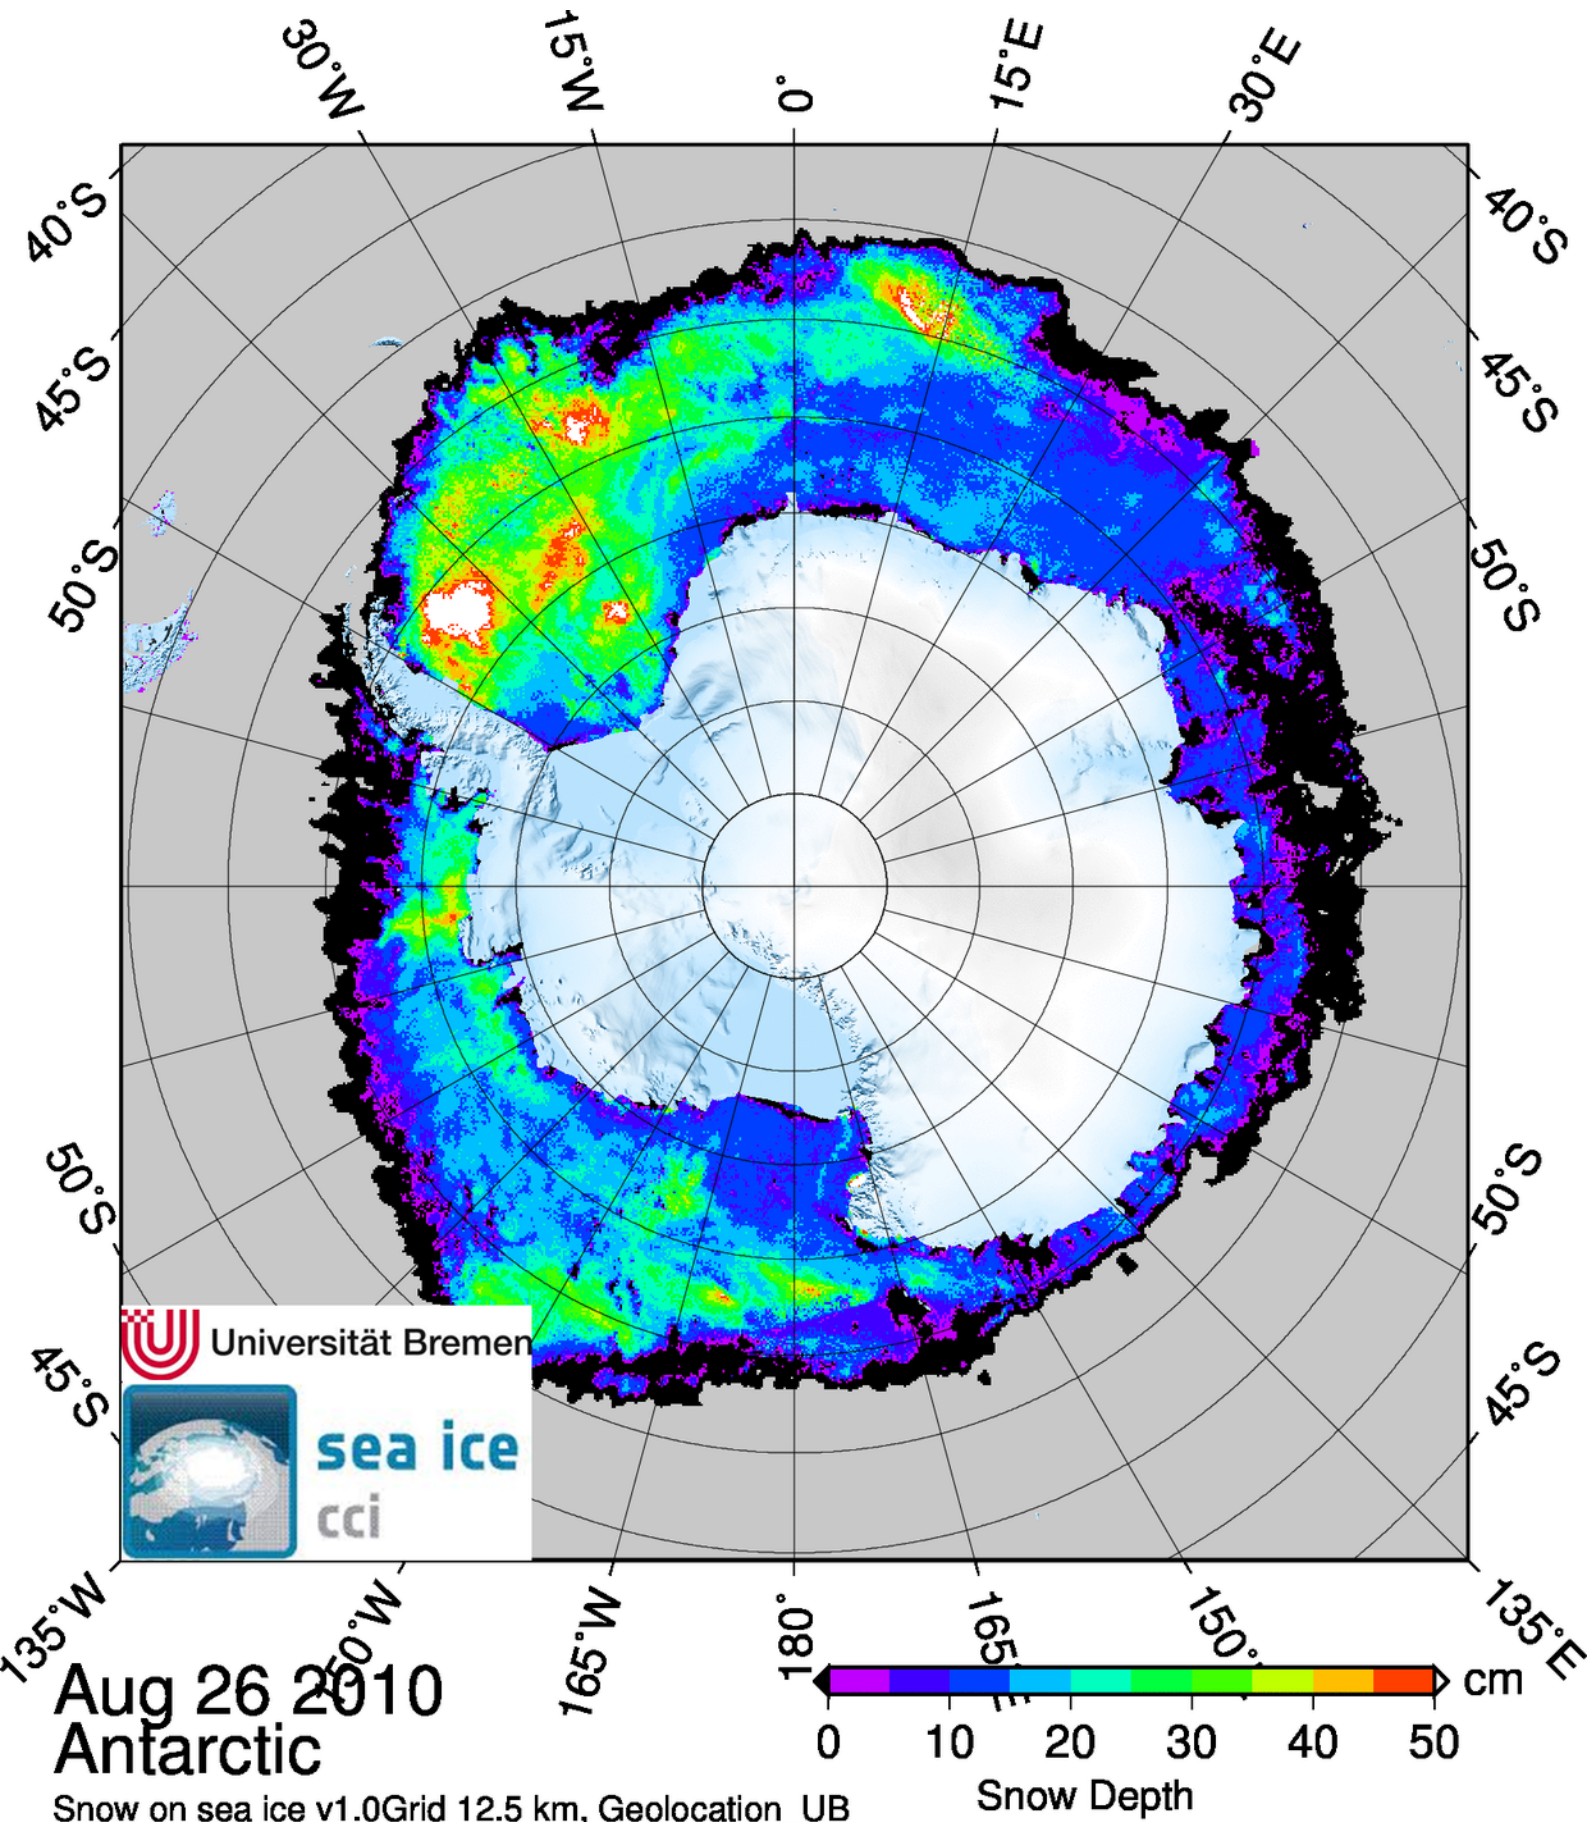 30°W 15°W 0° 15°E 30°E
40°S 40°S
45°S 45°S
50°S 50°S
50°S 50°S
45°S 45°S
Universität Bremen
sea ice
cci
135°W 165°W 180° 165° 150° 135°E
Aug 26 2010
Antarctic
Snow on sea ice v1.0Grid 12.5 km, Geolocation UB
cm
0 10 20 30 40 50
Snow Depth